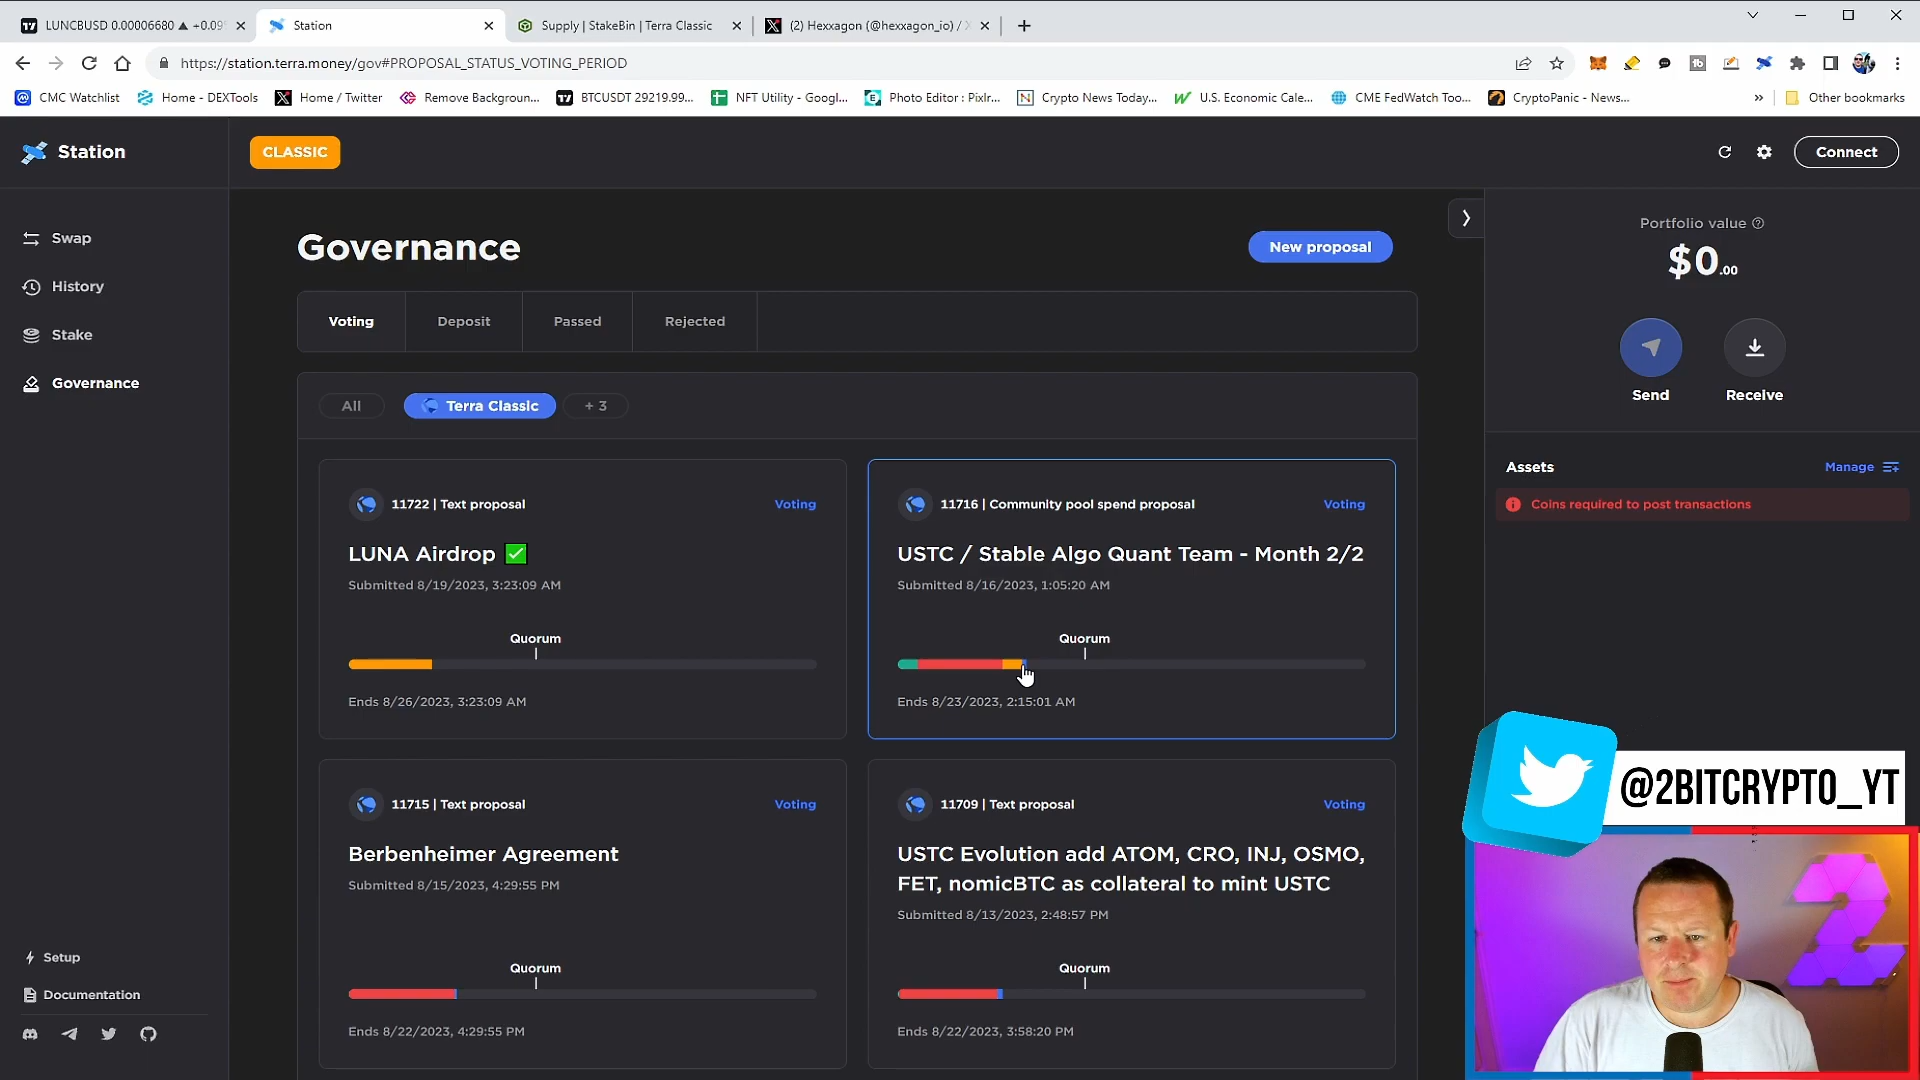 LUNCBUSD 0.00006680 ▲ +0.09
Station
Supply | StakeBin | Terra Classic
(2) Hexxagon (@hexxagon_io) /
https://station.terra.money/gov#PROPOSAL_STATUS_VOTING_PERIOD
CMC Watchlist
Home - DEXTools
Home / Twitter
Remove Backgroun...
BTCUSDT 29219.99...
NFT Utility - Googl...
Photo Editor : Pixlr...
Crypto News Today...
U.S. Economic Cale...
CME FedWatch Too...
CryptoPanic - News...
»
Other bookmarks
Station
CLASSIC
Connect
Swap
History
Stake
Governance
Setup
Documentation
Governance
New proposal
Voting
Deposit
Passed
Rejected
All
Terra Classic
+ 3
11722 | Text proposal
Voting
LUNA Airdrop ✅
Submitted 8/19/2023, 3:23:09 AM
Quorum
Ends 8/26/2023, 3:23:09 AM
11716 | Community pool spend proposal
Voting
USTC / Stable Algo Quant Team - Month 2/2
Submitted 8/16/2023, 1:05:20 AM
Quorum
Ends 8/23/2023, 2:15:01 AM
11715 | Text proposal
Voting
Berbenheimer Agreement
Submitted 8/15/2023, 4:29:55 PM
Quorum
Ends 8/22/2023, 4:29:55 PM
11709 | Text proposal
Voting
USTC Evolution add ATOM, CRO, INJ, OSMO,
FET, nomicBTC as collateral to mint USTC
Submitted 8/13/2023, 2:48:57 PM
Quorum
Ends 8/22/2023, 3:58:20 PM
Portfolio value
$0.00
Send
Receive
Assets
Manage
Coins required to post transactions
@2BITCRYPTO_YT